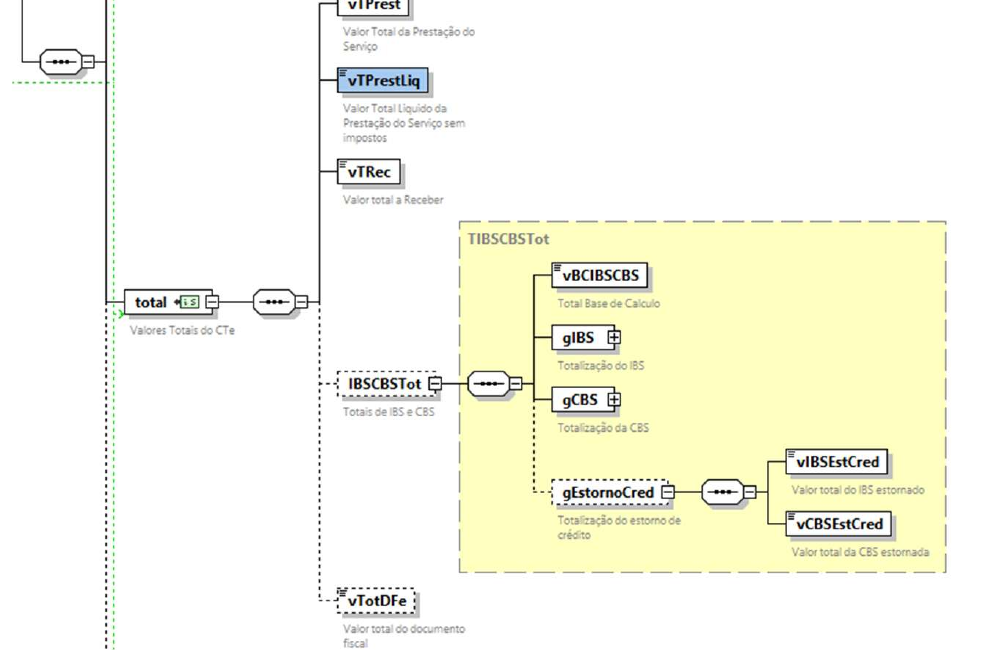 vTPrest
Valor Total da Prestação do
Serviço
vTPrestLiq
Valor Total Liquido da
Prestação do Serviço sem
impostos
vTRec
Valor total a Receber
TIBSCBSTot
vBCIBSCBS
Total Base de Calculo
total
Valores Totais do CTe
gIBS
Totalização do IBS
IBSCBSTot
Totais de IBS e CBS
gCBS
Totalização da CBS
gEstornoCred
Totalização do estorno de
crédito
vIBSEstCred
Valor total do IBS estornado
vCBSEstCred
Valor total da CBS estornada
vTotDFe
Valor total do documento
fiscal